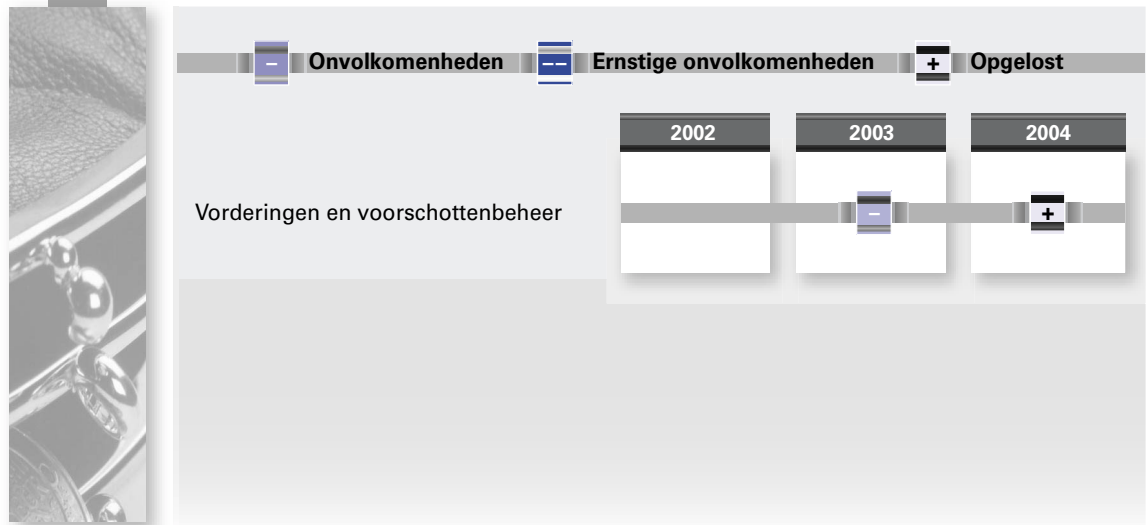 – Onvolkomenheden –– Ernstige onvolkomenheden + Opgelost
2002 2003 2004
Vorderingen en voorschottenbeheer – +